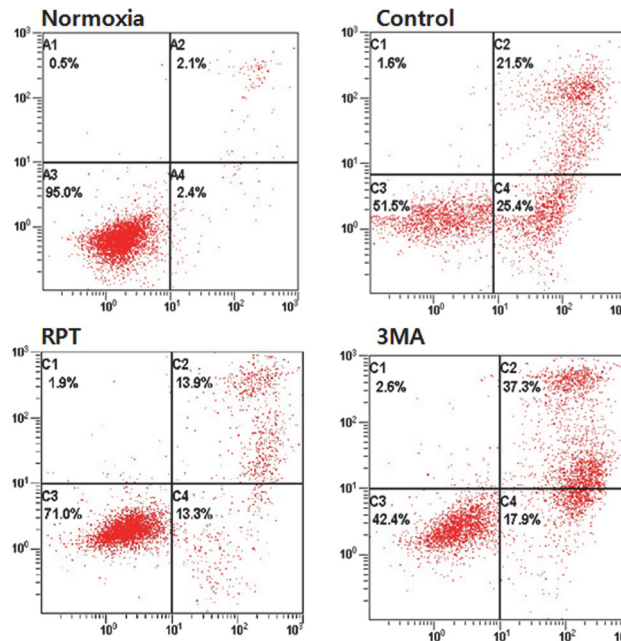 Normoxia
A1
0.5%
A2
2.1%
A3
95.0%
A4
2.4%
10³
10²
10¹
10⁰
10⁰
10¹
10²
10³
Control
C1
1.6%
C2
21.5%
C3
51.5%
C4
25.4%
10³
10²
10¹
10⁰
10⁰
10¹
10²
RPT
C1
1.9%
C2
13.9%
C3
71.0%
C4
13.3%
10³
10²
10¹
10⁰
10⁰
10¹
10²
10³
3MA
C1
2.6%
C2
37.3%
C3
42.4%
C4
17.9%
10³
10²
10¹
10⁰
10⁰
10¹
10²